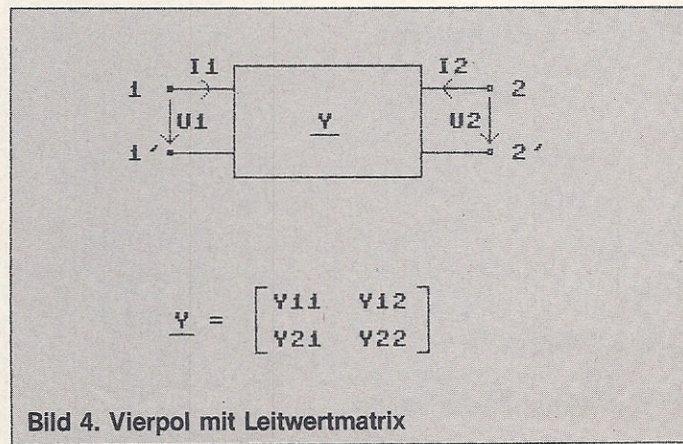 I1 I2
1 2
U1 Y U2
1′ 2′
Y = [ Y11 Y12
Y21 Y22 ]
Bild 4. Vierpol mit Leitwertmatrix